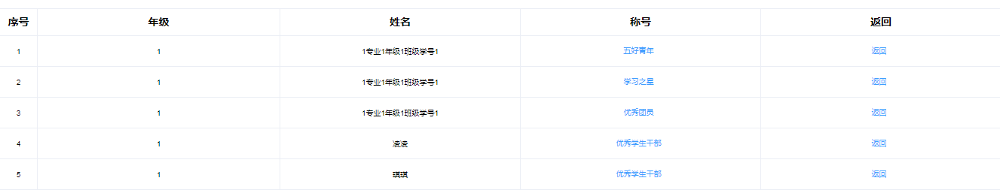 序号 年级 姓名 称号 返回
1 1 1专业1年级1班级学号1 五好青年 返回
2 1 1专业1年级1班级学号1 学习之星 返回
3 1 1专业1年级1班级学号1 优秀团员 返回
4 1 凌凌 优秀学生干部 返回
5 1 琪琪 优秀学生干部 返回